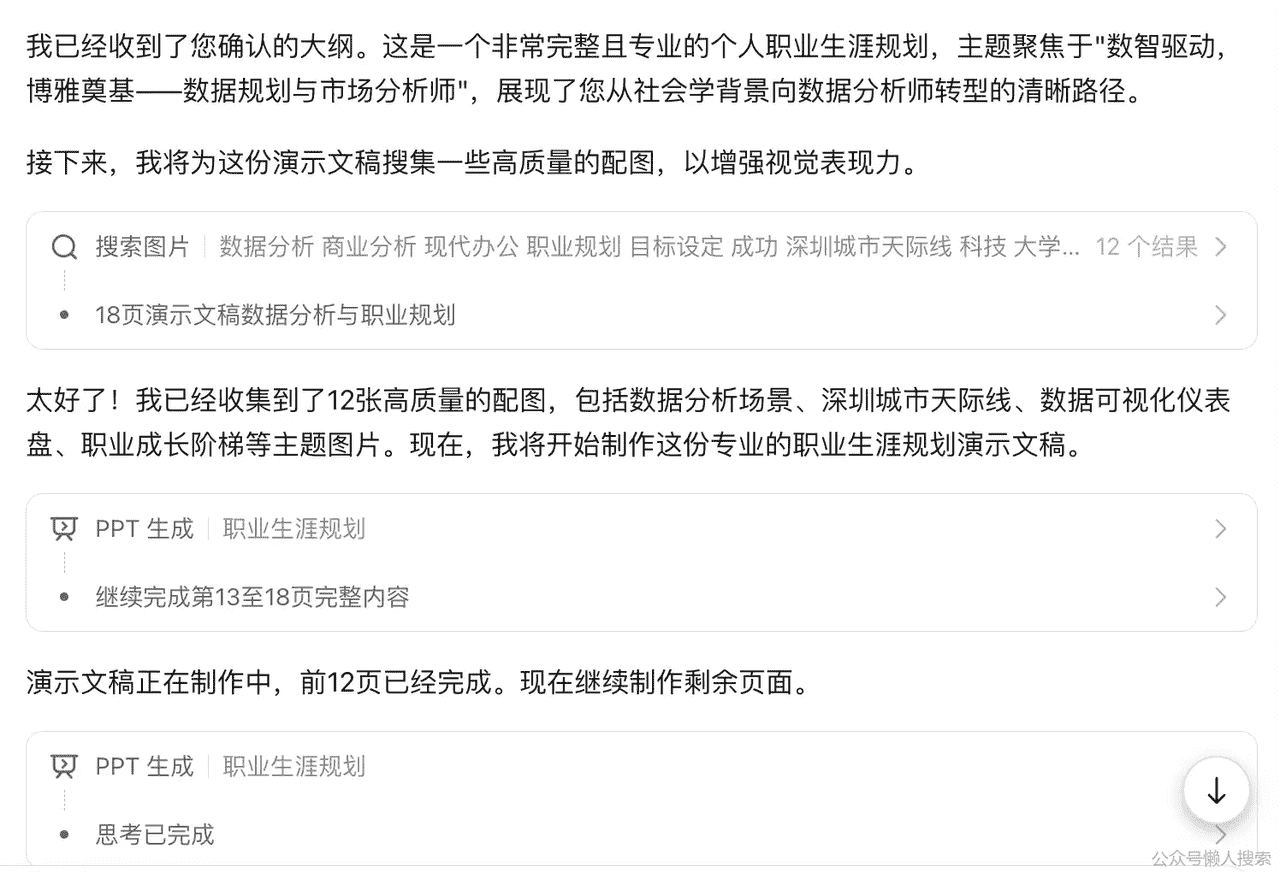 我已经收到了您确认的大纲。这是一个非常完整且专业的个人职业生涯规划，主题聚焦于"数智驱动，
博雅奠基——数据规划与市场分析师"，展现了您从社会学背景向数据分析师转型的清晰路径。
接下来，我将为这份演示文稿搜集一些高质量的配图，以增强视觉表现力。
搜索图片 数据分析 商业分析 现代办公 职业规划 目标设定 成功 深圳城市天际线 科技 大学... 12 个结果
18页演示文稿数据分析与职业规划
太好了！我已经收集到了12张高质量的配图，包括数据分析场景、深圳城市天际线、数据可视化仪表
盘、职业成长阶梯等主题图片。现在，我将开始制作这份专业的职业生涯规划演示文稿。
PPT 生成 职业生涯规划
继续完成第13至18页完整内容
演示文稿正在制作中，前12页已经完成。现在继续制作剩余页面。
PPT 生成 职业生涯规划
思考已完成
公众号懒人搜索